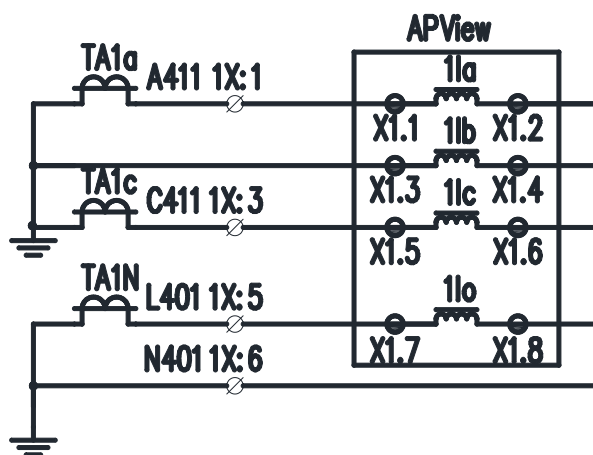 APView
TA1a A411 1X:1 1Ia
X1.1 X1.2
1Ib
TA1c C411 1X:3 X1.3 X1.4
1Ic
X1.5 X1.6
TA1N L401 1X:5 1Io
N401 1X:6 X1.7 X1.8